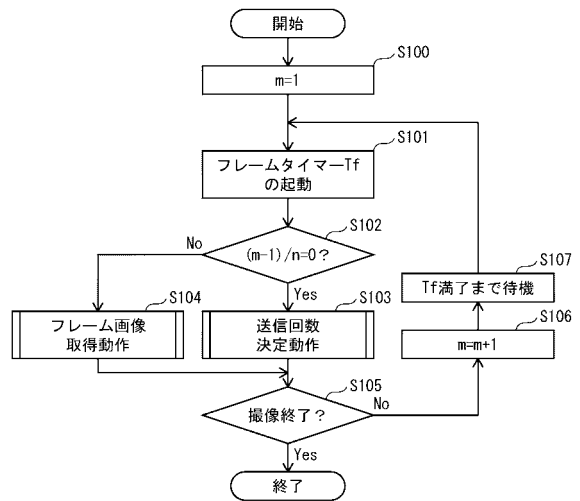 開始
S100
m=1
S101
フレームタイマーTf
の起動
S102
(m-1)/n=0?
No
Yes
S104
フレーム画像
取得動作
S103
送信回数
決定動作
S107
Tf満了まで待機
S106
m=m+1
S105
撮像終了?
No
Yes
終了